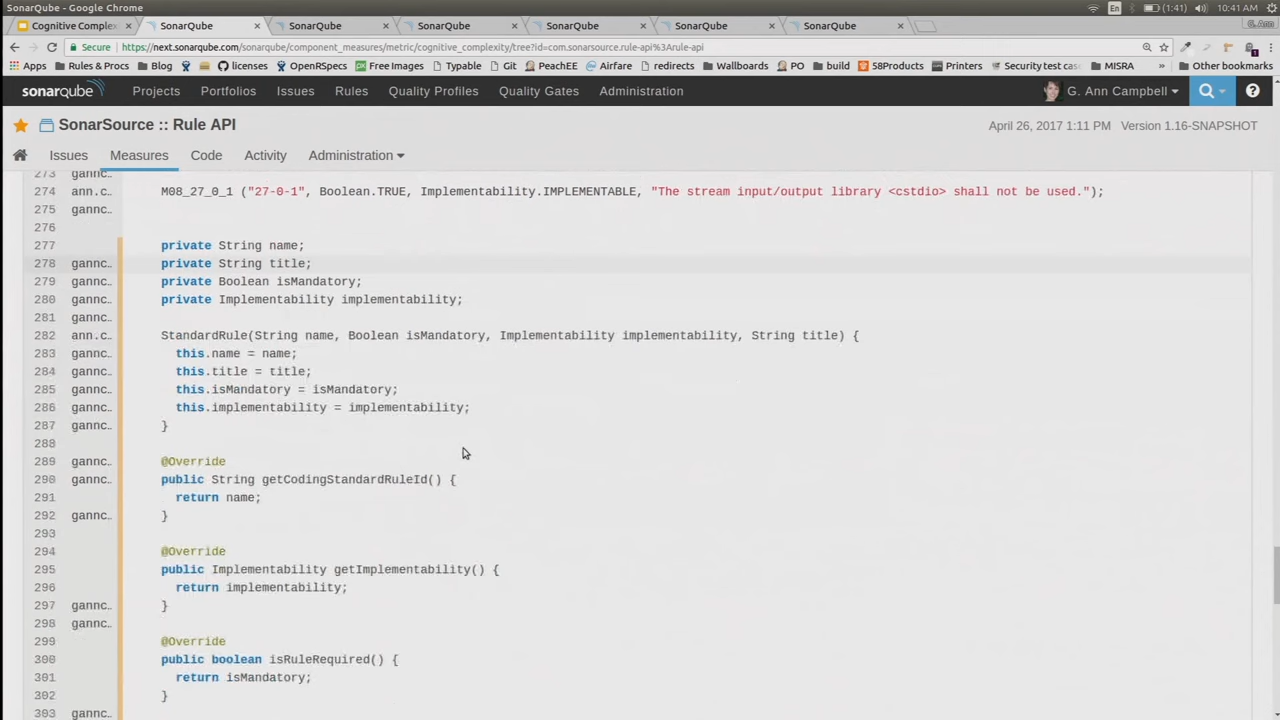 SonarQube - Google Chrome
En
(1:41)
10:41 AM
Cognitive Complex
SonarQube
SonarQube
SonarQube
SonarQube
SonarQube
SonarQube
G. Ann
Secure
https://next.sonarqube.com/sonarqube/component_measures/metric/cognitive_complexity/tree?id=com.sonarsource.rule-api%3Arule-api
Apps
Rules & Procs
Blog
licenses
OpenRSpecs
Free Images
Typable
Git
PeachEE
Airfare
redirects
Wallboards
PO
build
58Products
Printers
Security test cas
MISRA
»
Other bookmarks
sonarqube
Projects
Portfolios
Issues
Rules
Quality Profiles
Quality Gates
Administration
G. Ann Campbell
SonarSource :: Rule API
April 26, 2017 1:11 PM
Version 1.16-SNAPSHOT
Issues
Measures
Code
Activity
Administration
273 gannc…
274 ann.c… M08_27_0_1 ("27-0-1", Boolean.TRUE, Implementability.IMPLEMENTABLE, "The stream input/output library <cstdio> shall not be used.");
275 gannc…
276
277 private String name;
278 gannc… private String title;
279 gannc… private Boolean isMandatory;
280 gannc… private Implementability implementability;
281 gannc…
282 ann.c… StandardRule(String name, Boolean isMandatory, Implementability implementability, String title) {
283 gannc… this.name = name;
284 gannc… this.title = title;
285 gannc… this.isMandatory = isMandatory;
286 gannc… this.implementability = implementability;
287 gannc… }
288
289 gannc… @Override
290 gannc… public String getCodingStandardRuleId() {
291 return name;
292 gannc… }
293
294 @Override
295 public Implementability getImplementability() {
296 return implementability;
297 gannc… }
298 gannc…
299 @Override
300 public boolean isRuleRequired() {
301 return isMandatory;
302 }
303 gannc…